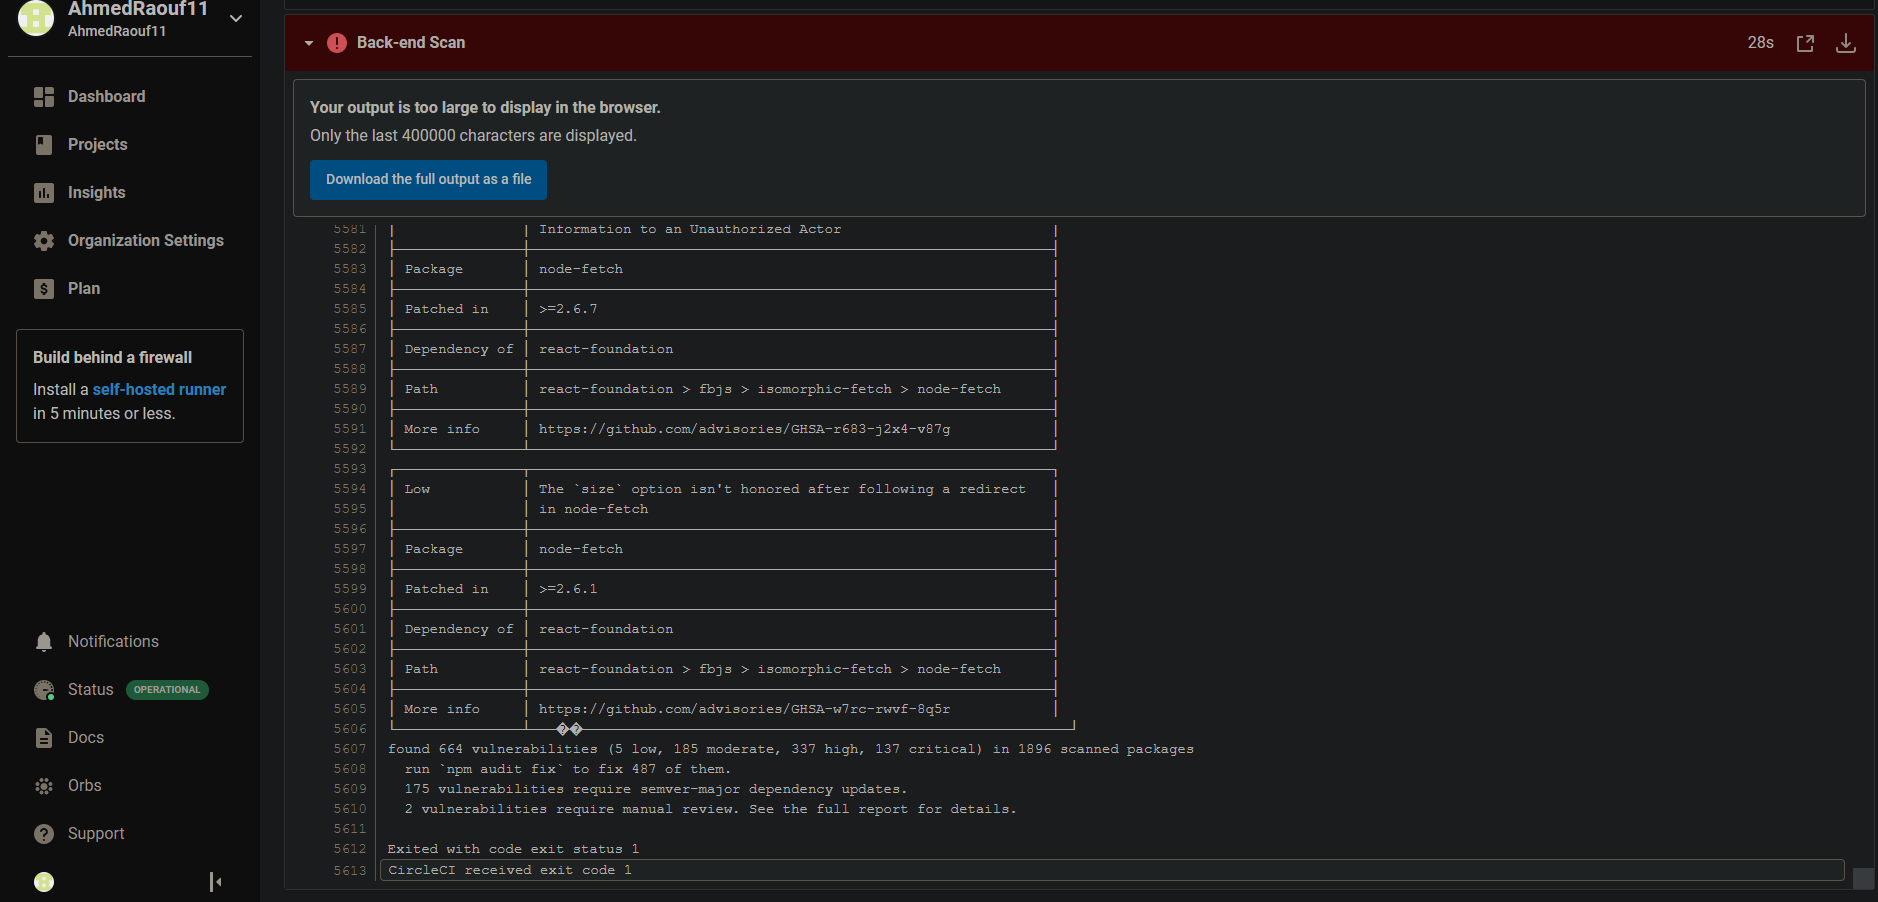 AhmedRaouf11
AhmedRaouf11
Dashboard
Projects
Insights
Organization Settings
Plan
Build behind a firewall
Install a self-hosted runner
in 5 minutes or less.
Notifications
Status OPERATIONAL
Docs
Orbs
Support
Back-end Scan 28s
Your output is too large to display in the browser.
Only the last 400000 characters are displayed.
Download the full output as a file
5581 Information to an Unauthorized Actor
5582
5583 Package node-fetch
5584
5585 Patched in >=2.6.7
5586
5587 Dependency of react-foundation
5588
5589 Path react-foundation > fbjs > isomorphic-fetch > node-fetch
5590
5591 More info https://github.com/advisories/GHSA-r683-j2x4-v87g
5592
5593
5594 Low The `size` option isn't honored after following a redirect
5595 in node-fetch
5596
5597 Package node-fetch
5598
5599 Patched in >=2.6.1
5600
5601 Dependency of react-foundation
5602
5603 Path react-foundation > fbjs > isomorphic-fetch > node-fetch
5604
5605 More info https://github.com/advisories/GHSA-w7rc-rwvf-8q5r
5606 ��
5607 found 664 vulnerabilities (5 low, 185 moderate, 337 high, 137 critical) in 1896 scanned packages
5608 run `npm audit fix` to fix 487 of them.
5609 175 vulnerabilities require semver-major dependency updates.
5610 2 vulnerabilities require manual review. See the full report for details.
5611
5612 Exited with code exit status 1
5613 CircleCI received exit code 1